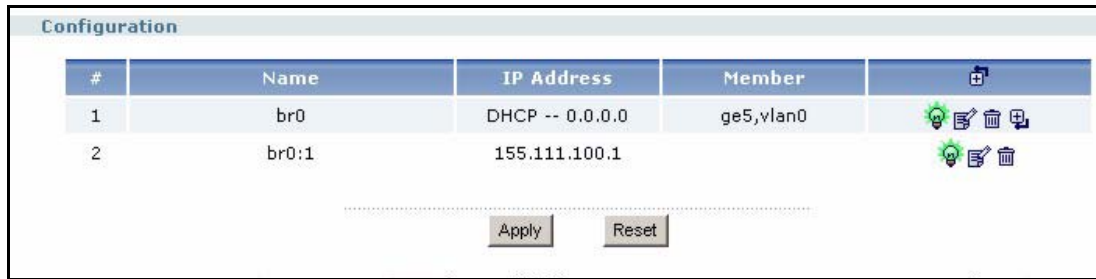 Configuration
# Name IP Address Member
1 br0 DHCP -- 0.0.0.0 ge5,vlan0
2 br0:1 155.111.100.1
Apply Reset